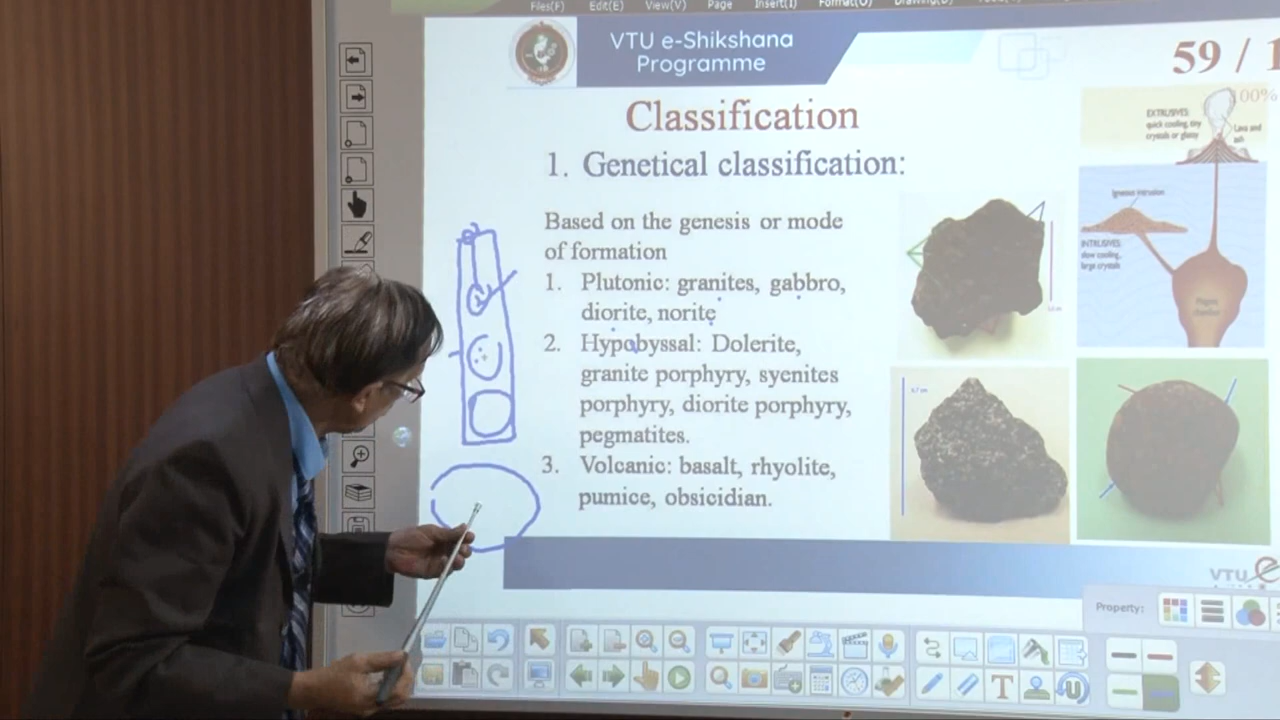 Files(F) Edit(E) View(V) Page Insert(I) Format(O)
VTU e-Shikshana
Programme
59 / 1
100%
Classification
1. Genetical classification:
Based on the genesis or mode
of formation
1. Plutonic: granites, gabbro,
diorite, norite
2. Hypobyssal: Dolerite,
granite porphyry, syenites
porphyry, diorite porphyry,
pegmatites.
3. Volcanic: basalt, rhyolite,
pumice, obsicidian.
EXTRUSIVES:
quick cooling, tiny
crystals or glassy
Lava and
ash
Igneous intrusion
INTRUSIVES:
slow cooling,
large crystals
Magma
chamber
VTU e
Property:
T